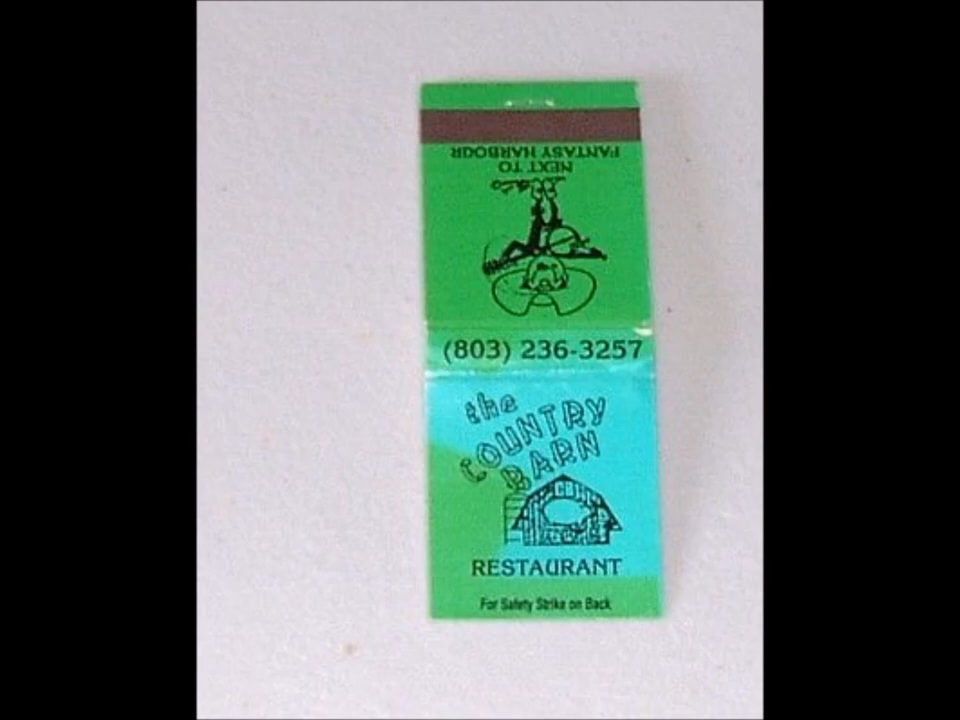 NEXT TO
FANTASY HARBOUR
(803) 236-3257
the
COUNTRY
BARN
RESTAURANT
For Safety Strike on Back